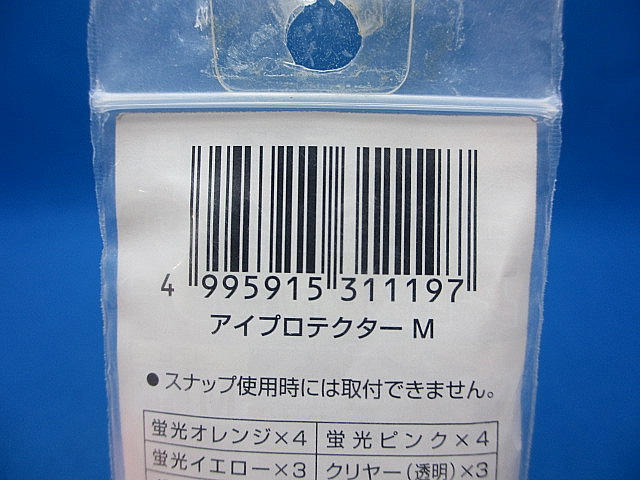 4 995915 311197
アイプロテクター M
●スナップ使用時には取付できません。
蛍光オレンジ×4 蛍光ピンク×4
蛍光イエロー×3 クリヤー(透明)×3